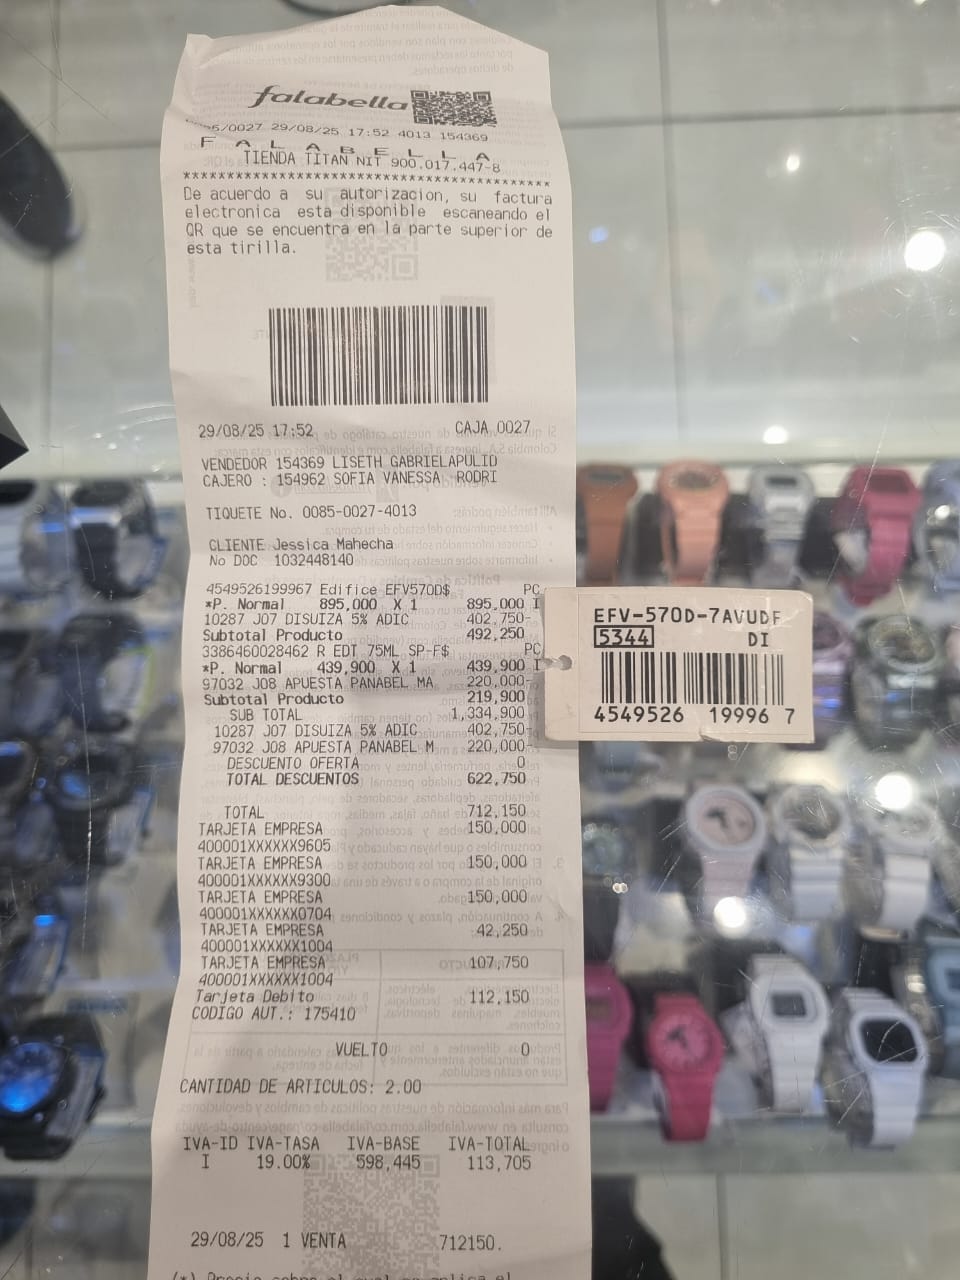 falabella
29/08/25 17:52 4013 154369
F A L A B E L L A
TIENDA TITAN NIT 900.017.447-8
************************************************
De acuerdo a su autorizacion, su factura
electronica esta disponible escaneando el
QR que se encuentra en la parte superior de
esta tirilla.
29/08/25 17:52 CAJA 0027
VENDEDOR 154369 LISETH GABRIELAPULID
CAJERO : 154962 SOFIA VANESSA RODRI
TIQUETE No. 0085-0027-4013
CLIENTE Jessica Mahecha
No DOC 1032448140
4549526199967 Edifice EFV570D$ PC
*P. Normal 895,000 X 1 895,000 I
10287 J07 DISUIZA 5% ADIC 402,750-
Subtotal Producto 492,250
3386460028462 R EDT 75ML SP-F$ PC
*P. Normal 439,900 X 1 439,900 I
97032 J08 APUESTA PANABEL MA 220,000-
Subtotal Producto 219,900
SUB TOTAL 1,334,900
10287 J07 DISUIZA 5% ADIC 402,750-
97032 J08 APUESTA PANABEL M 220,000-
DESCUENTO OFERTA 0
TOTAL DESCUENTOS 622,750
TOTAL 712,150
TARJETA EMPRESA 150,000
400001XXXXXX9605
TARJETA EMPRESA 150,000
400001XXXXXX9300
TARJETA EMPRESA 150,000
400001XXXXXX0704
TARJETA EMPRESA 42,250
400001XXXXXX1004
TARJETA EMPRESA 107,750
400001XXXXXX1004
Tarjeta Debito 112,150
CODIGO AUT.: 175410
VUELTO 0
CANTIDAD DE ARTICULOS: 2.00
IVA-ID IVA-TASA IVA-BASE IVA-TOTAL
I 19.00% 598,445 113,705
29/08/25 1 VENTA 712150.
EFV-570D-7AVUDF
5344 DI
4549526 19996 7